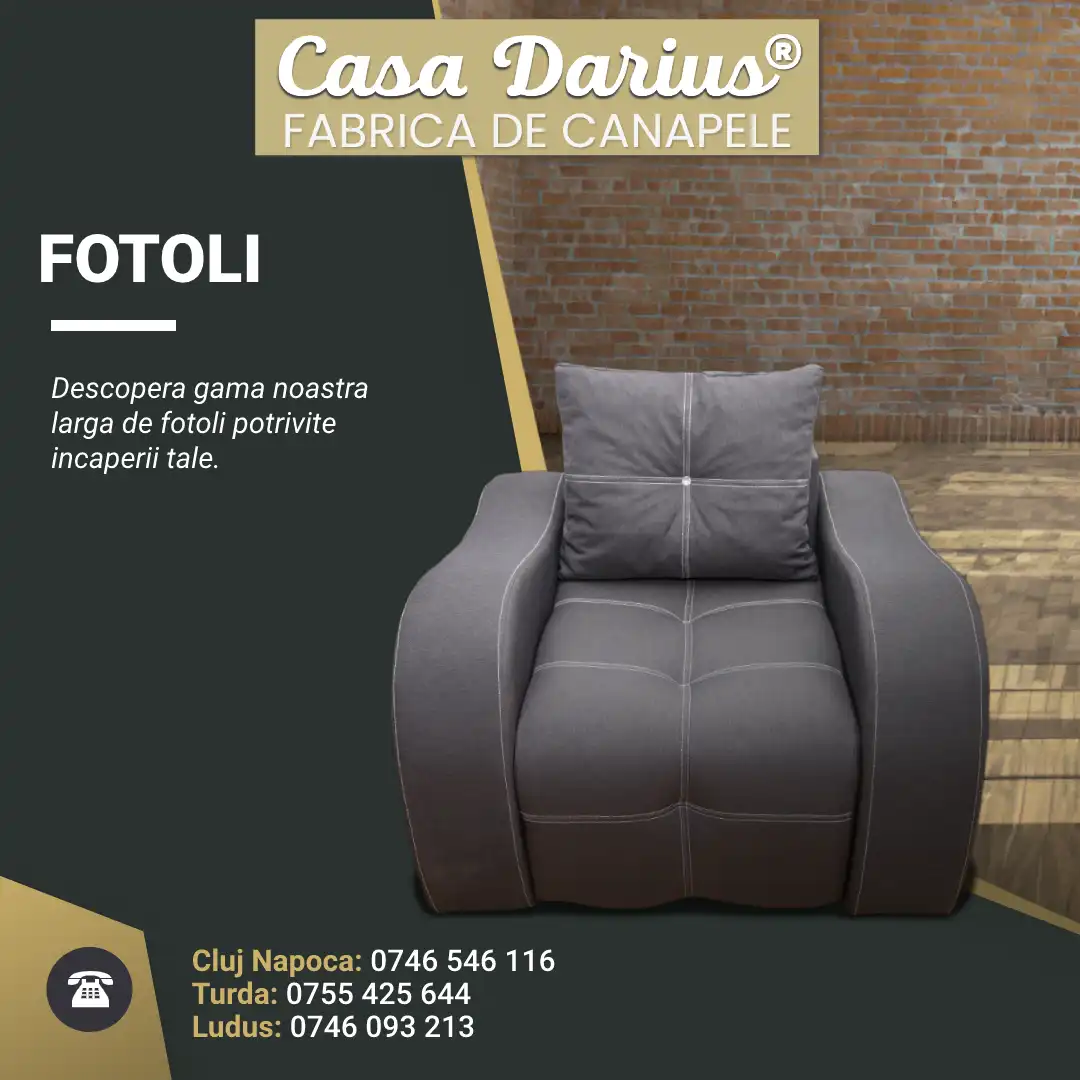 Casa Darius®
FABRICA DE CANAPELE
FOTOLI
Descopera gama noastra
larga de fotoli potrivite
incaperii tale.
Cluj Napoca: 0746 546 116
Turda: 0755 425 644
Ludus: 0746 093 213